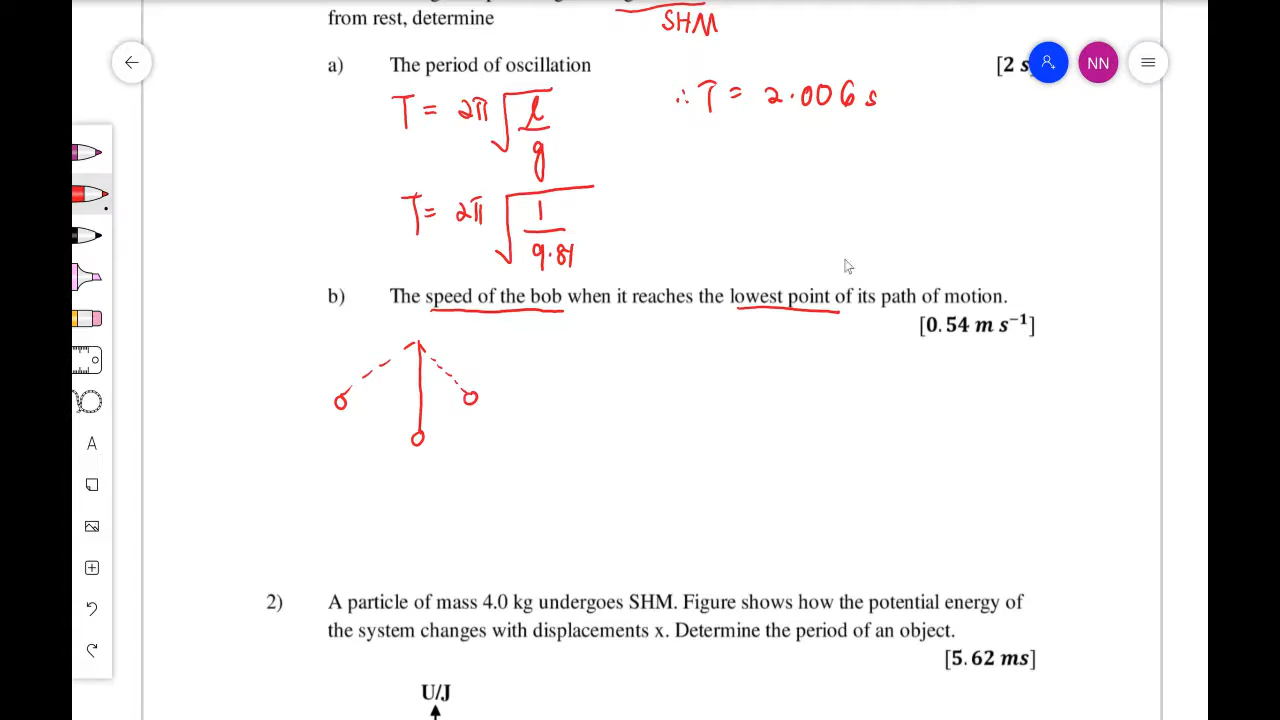 from rest, determine
SHM
a) The period of oscillation [2 s
NN
T = 2π √ l / g
∴ T = 2.006 s
T = 2π √ 1 / 9.81
b) The speed of the bob when it reaches the lowest point of its path of motion.
[0.54 m s⁻¹]
A
2) A particle of mass 4.0 kg undergoes SHM. Figure shows how the potential energy of
the system changes with displacements x. Determine the period of an object.
[5.62 ms]
U/J